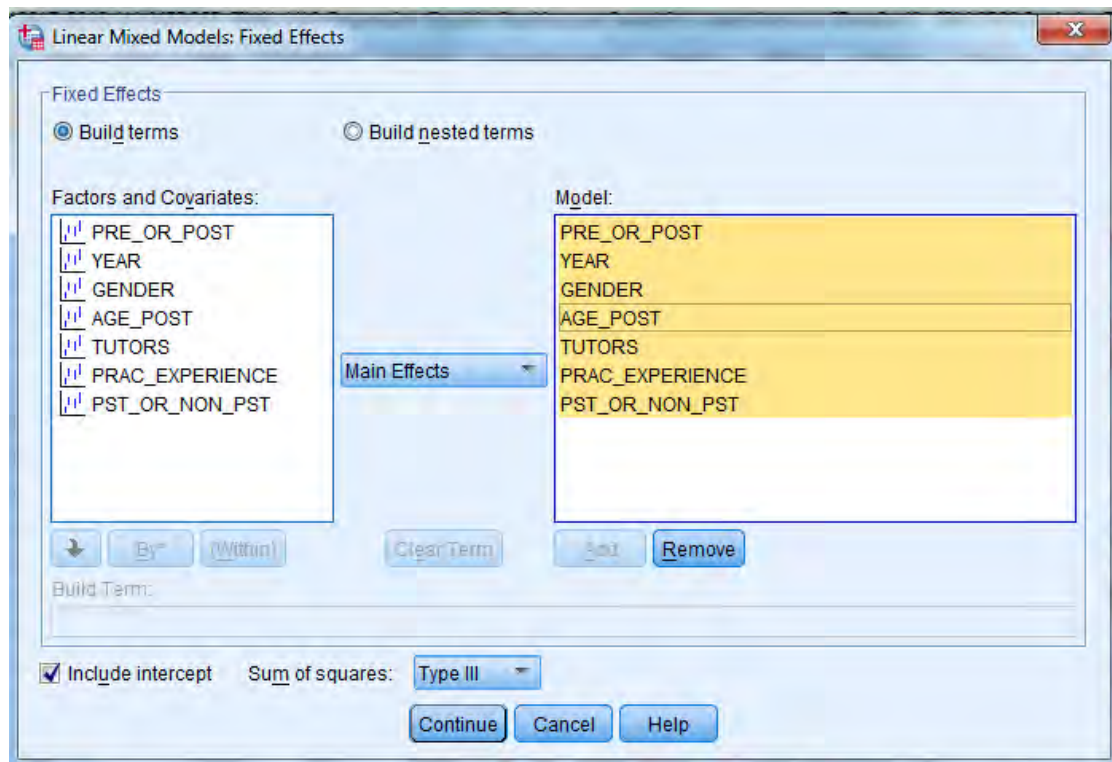 Linear Mixed Models: Fixed Effects
Fixed Effects
Build terms
Build nested terms
Factors and Covariates:
PRE_OR_POST
YEAR
GENDER
AGE_POST
TUTORS
PRAC_EXPERIENCE
PST_OR_NON_PST
Main Effects
Model:
PRE_OR_POST
YEAR
GENDER
AGE_POST
TUTORS
PRAC_EXPERIENCE
PST_OR_NON_PST
By*
(Within)
Clear Term
Add
Remove
Build Term:
Include intercept
Sum of squares:
Type III
Continue
Cancel
Help